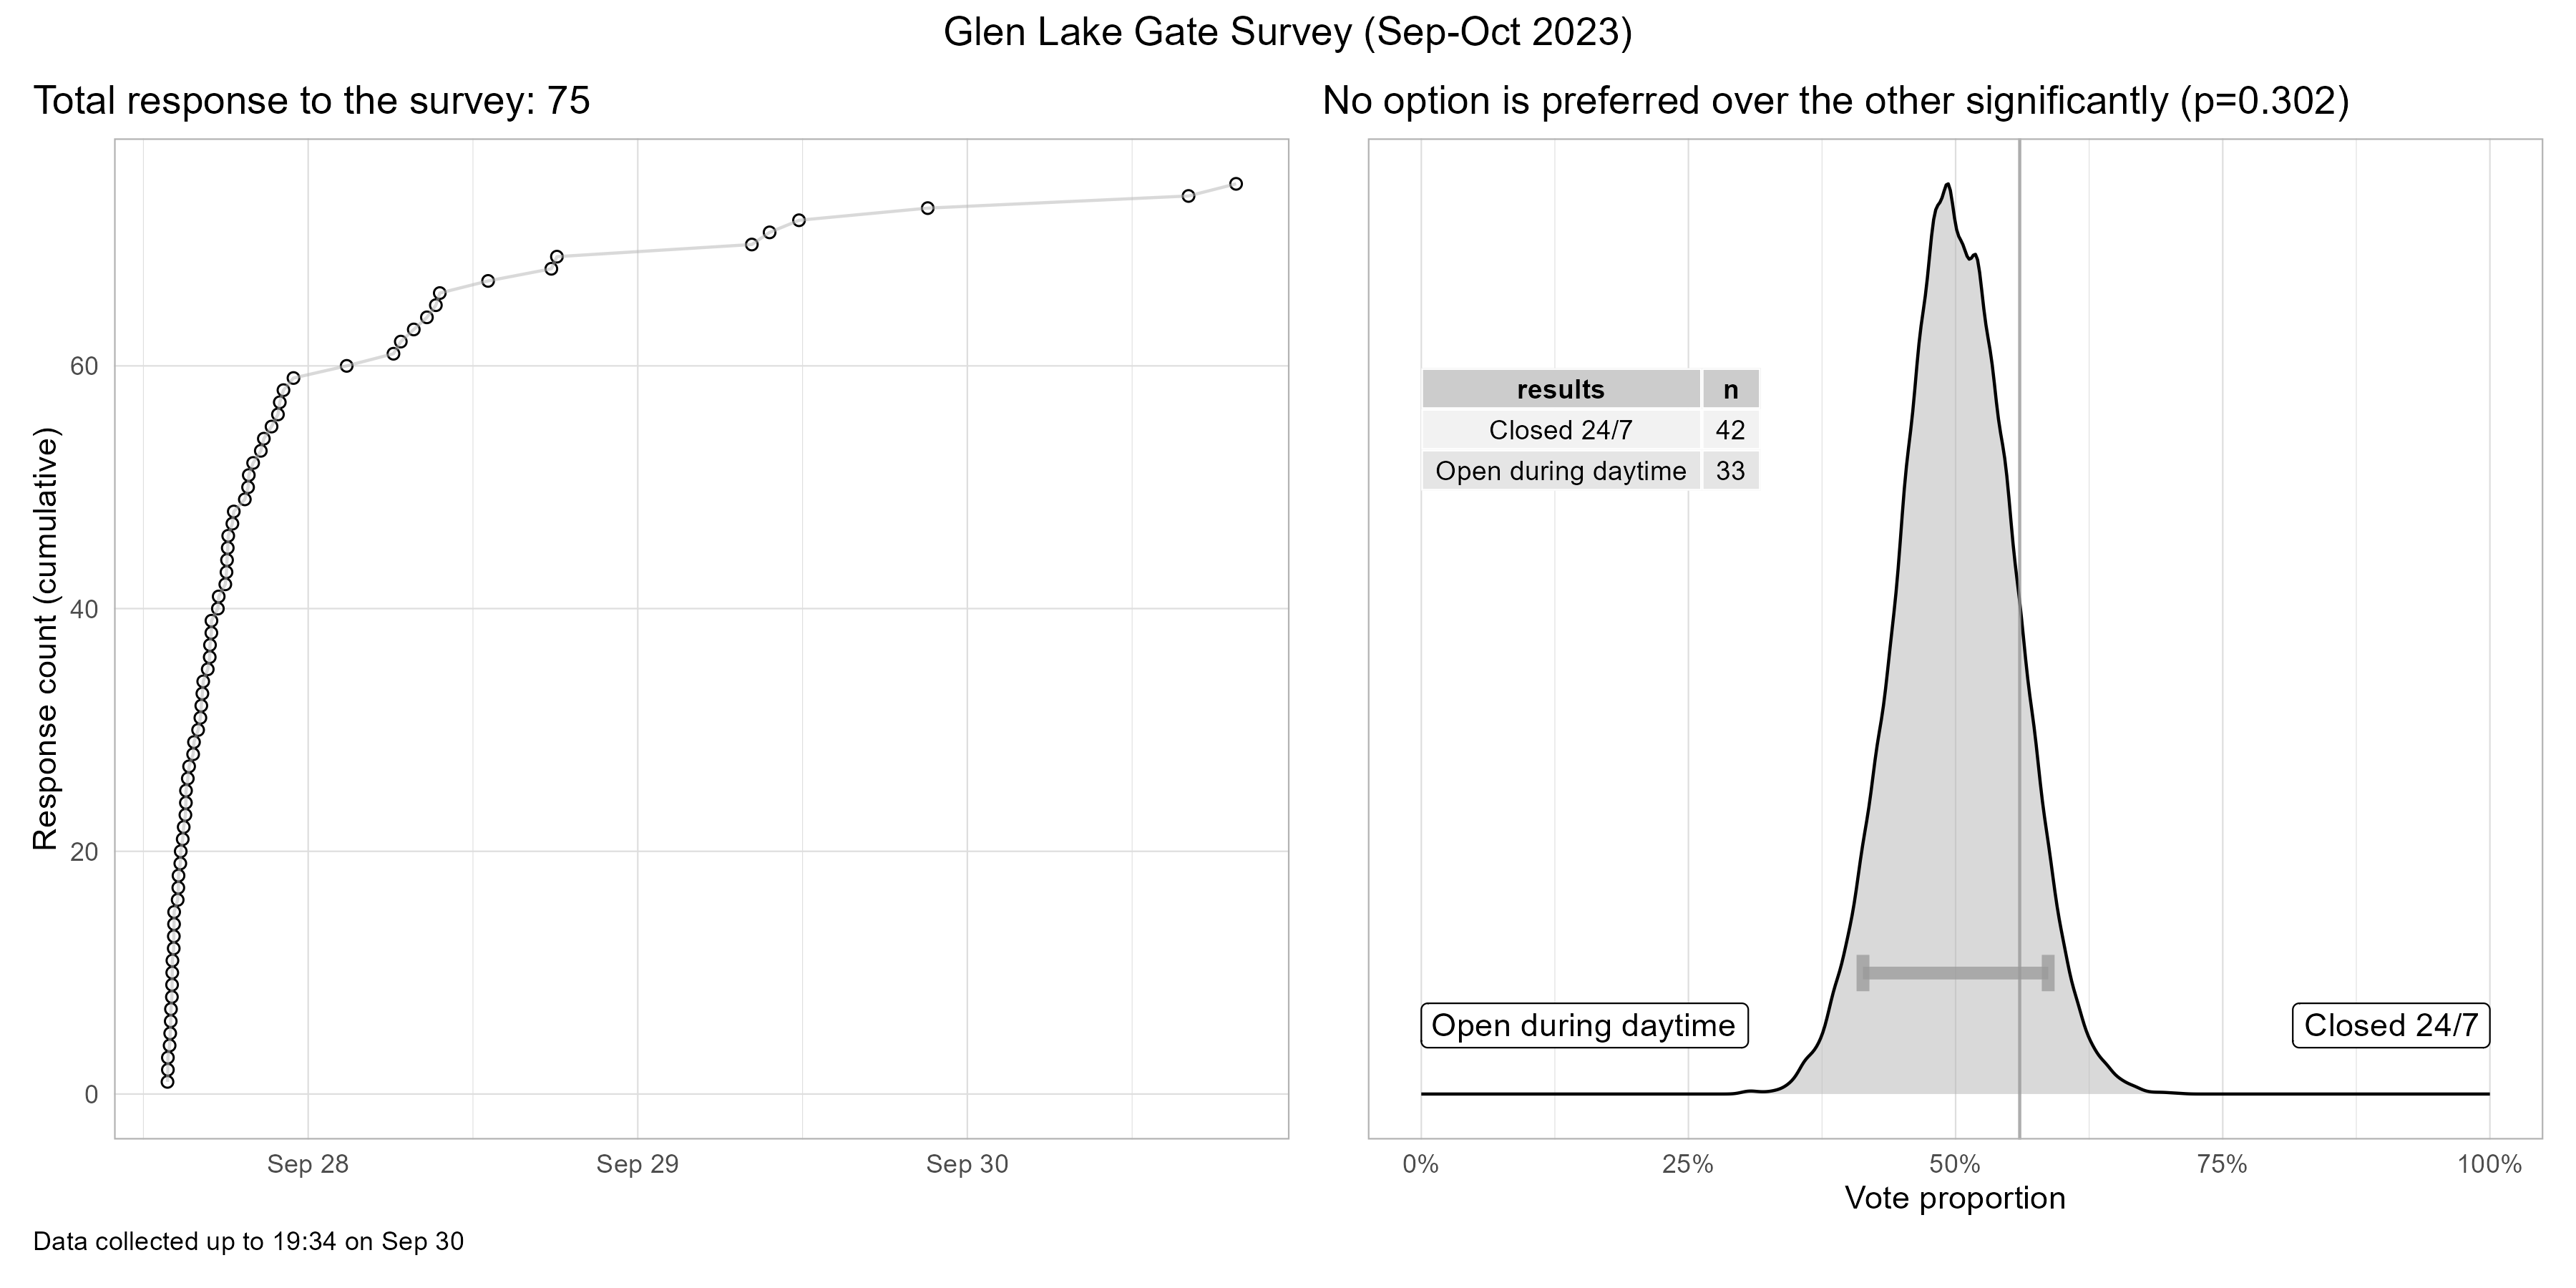 Glen Lake Gate Survey (Sep-Oct 2023)
Total response to the survey: 75
Response count (cumulative)
60
40
20
0
Sep 28 Sep 29 Sep 30
Data collected up to 19:34 on Sep 30
No option is preferred over the other significantly (p=0.302)
results n
Closed 24/7 42
Open during daytime 33
Open during daytime Closed 24/7
0% 25% 50% 75% 100%
Vote proportion